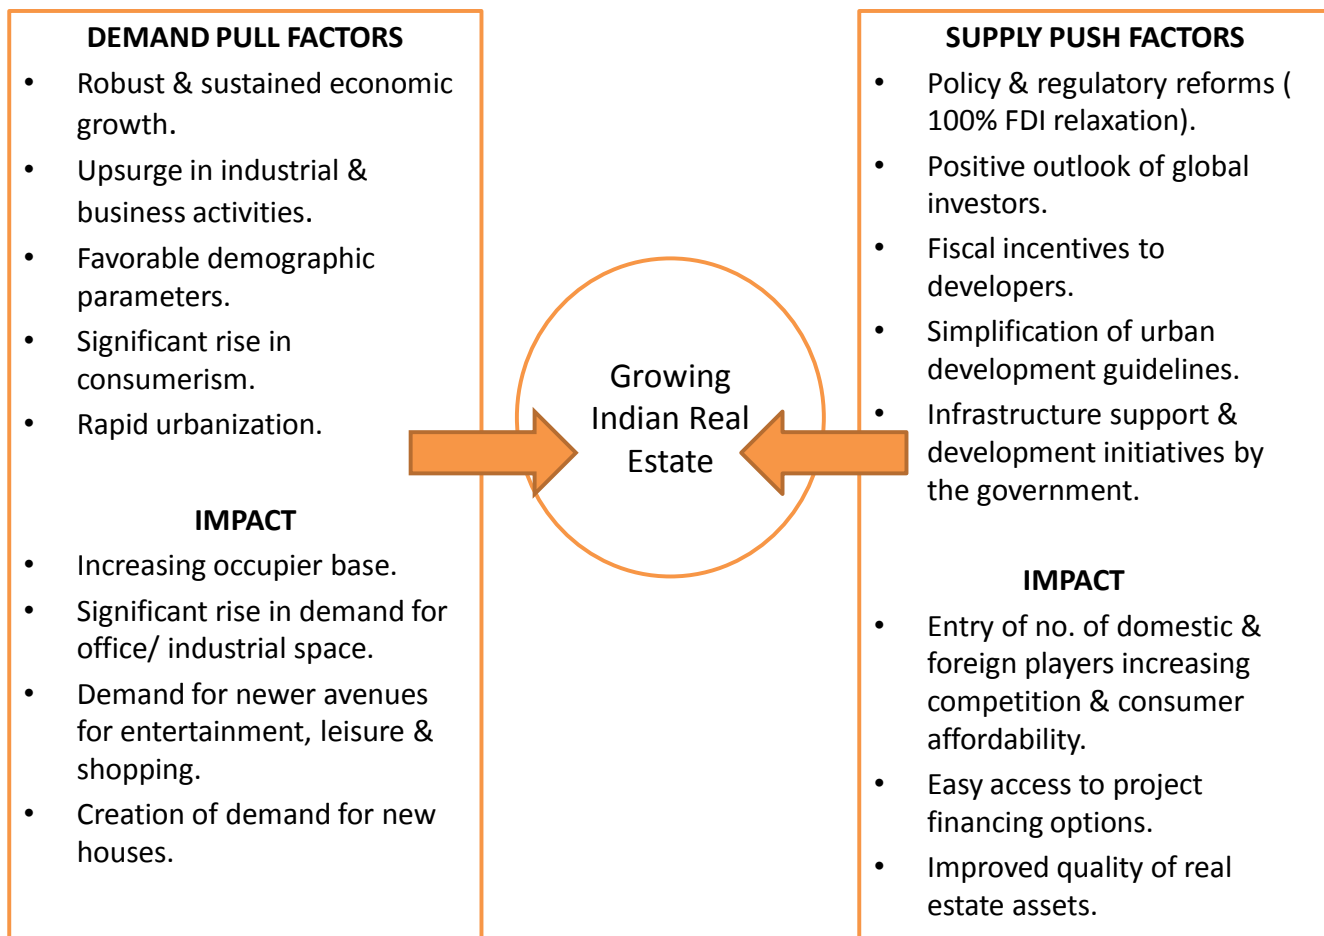 DEMAND PULL FACTORS
• Robust & sustained economic
growth.
• Upsurge in industrial &
business activities.
• Favorable demographic
parameters.
• Significant rise in
consumerism.
• Rapid urbanization.
IMPACT
• Increasing occupier base.
• Significant rise in demand for
office/ industrial space.
• Demand for newer avenues
for entertainment, leisure &
shopping.
• Creation of demand for new
houses.
Growing
Indian Real
Estate
SUPPLY PUSH FACTORS
• Policy & regulatory reforms (
100% FDI relaxation).
• Positive outlook of global
investors.
• Fiscal incentives to
developers.
• Simplification of urban
development guidelines.
• Infrastructure support &
development initiatives by
the government.
IMPACT
• Entry of no. of domestic &
foreign players increasing
competition & consumer
affordability.
• Easy access to project
financing options.
• Improved quality of real
estate assets.